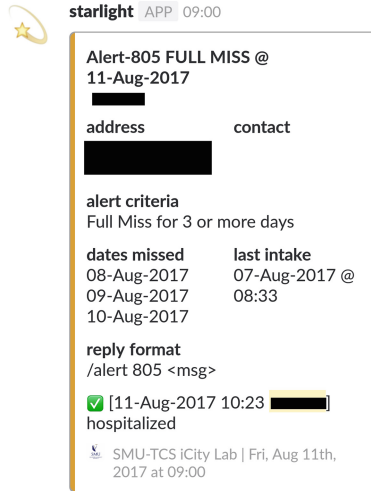 starlight APP 09:00
Alert-805 FULL MISS @
11-Aug-2017
address contact
alert criteria
Full Miss for 3 or more days
dates missed last intake
08-Aug-2017 07-Aug-2017 @
09-Aug-2017 08:33
10-Aug-2017
reply format
/alert 805 <msg>
[11-Aug-2017 10:23 ]
hospitalized
SMU-TCS iCity Lab | Fri, Aug 11th,
2017 at 09:00